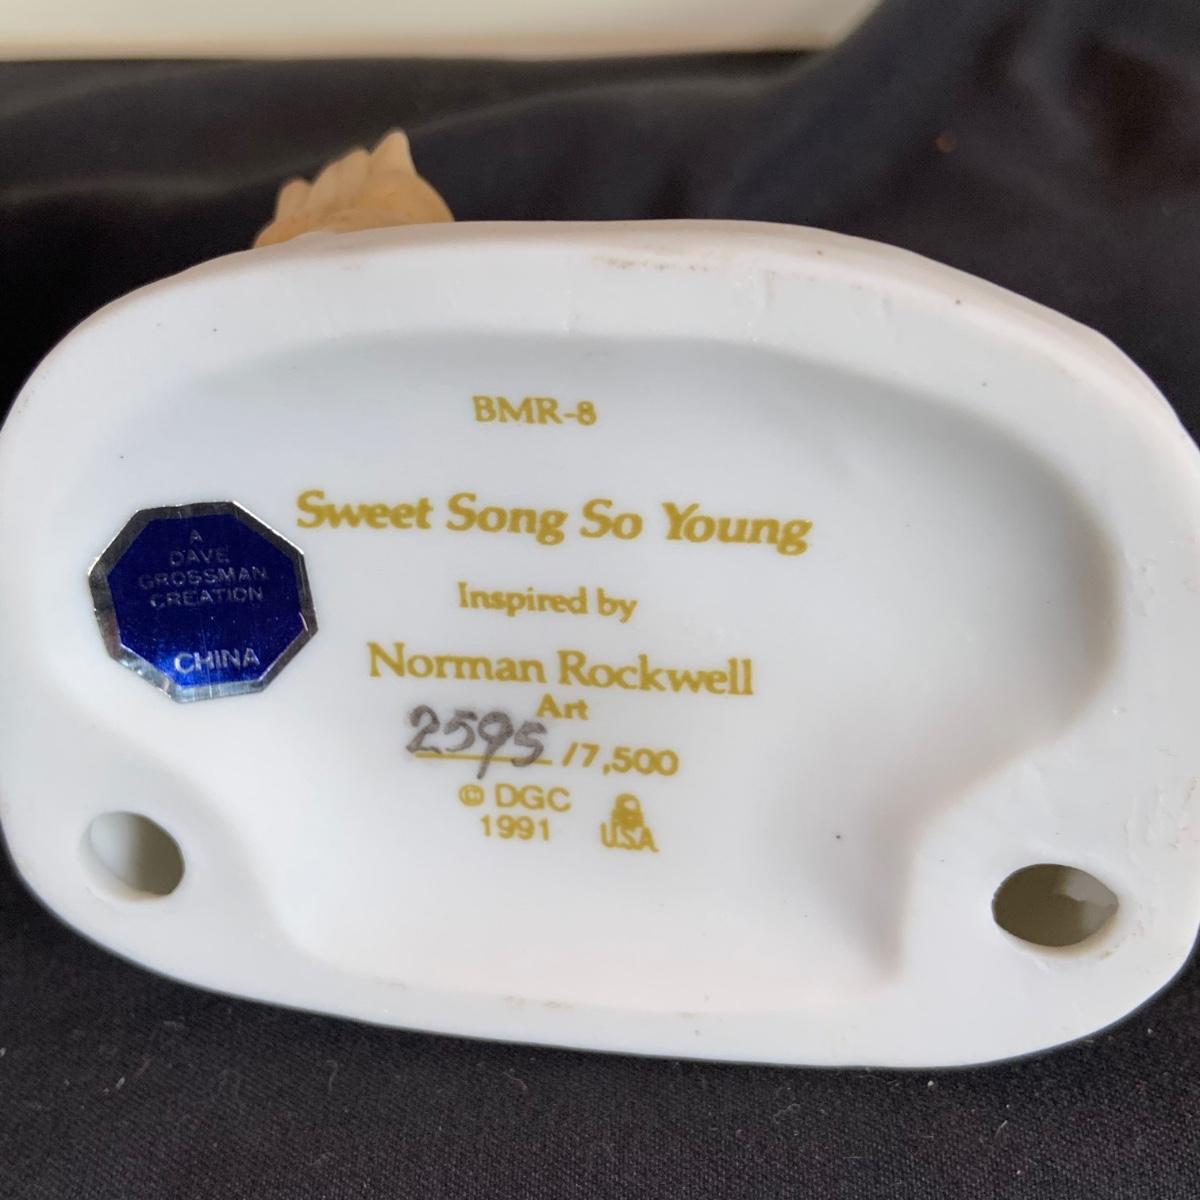 BMR-8
Sweet Song So Young
Inspired by
Norman Rockwell
Art
2595 /7,500
© DGC
1991
USA
A
DAVE
GROSSMAN
CREATION
CHINA